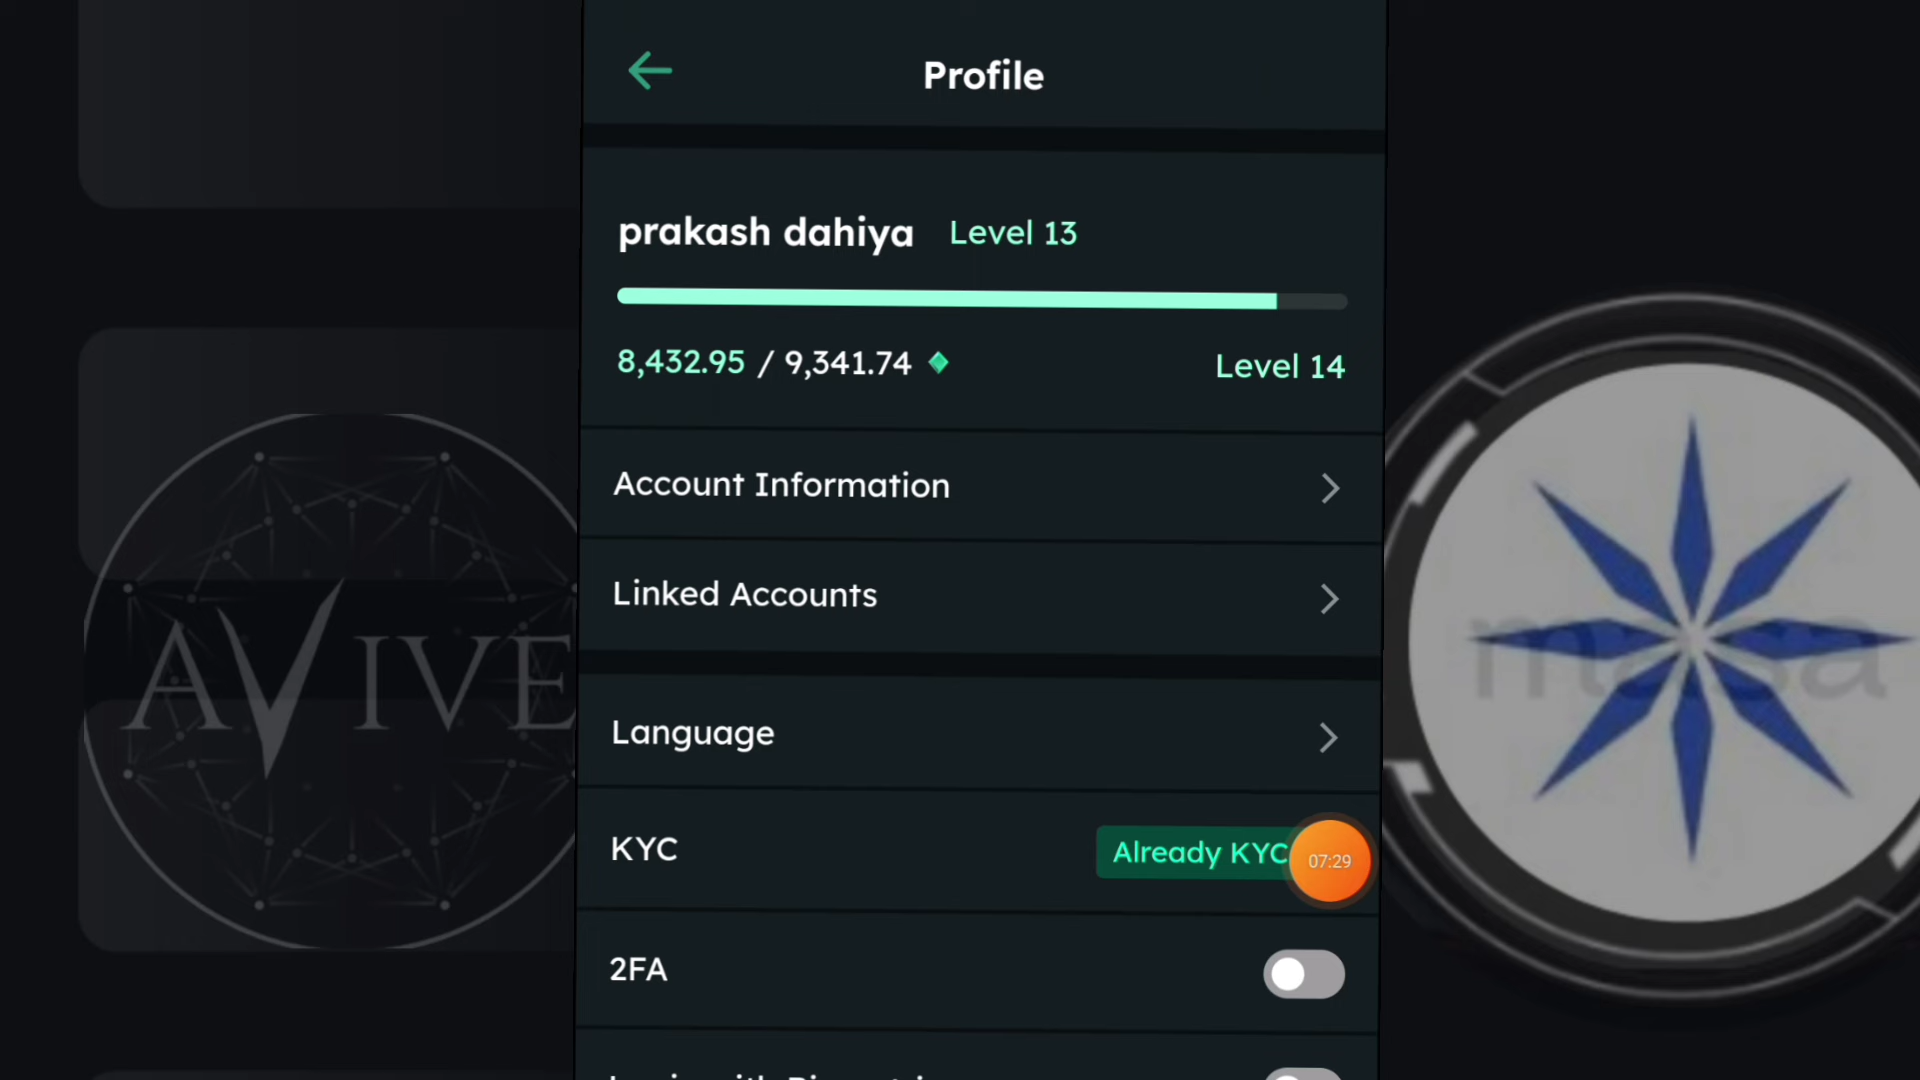 Profile
prakash dahiya Level 13
8,432.95 / 9,341.74 Level 14
Account Information
Linked Accounts
Language
KYC Already KYC
07:29
2FA
AVIVE
masa